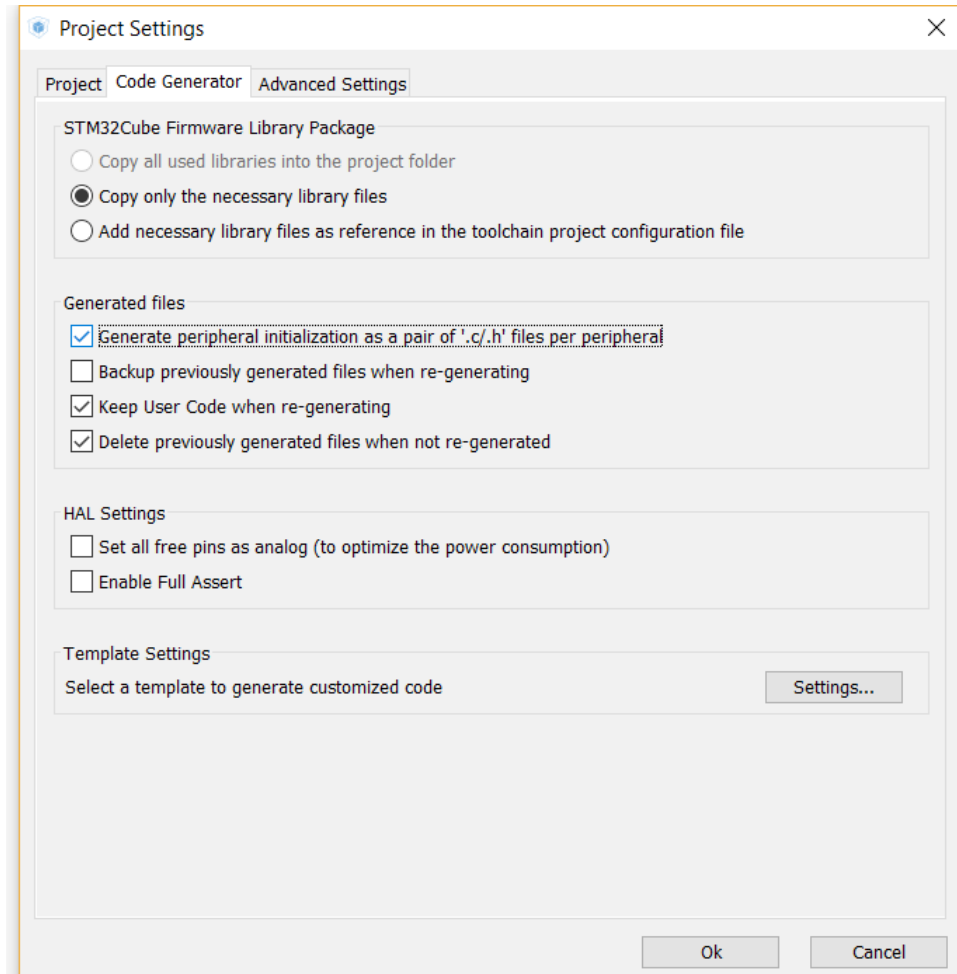 Project Settings
Project Code Generator Advanced Settings
STM32Cube Firmware Library Package
Copy all used libraries into the project folder
Copy only the necessary library files
Add necessary library files as reference in the toolchain project configuration file
Generated files
Generate peripheral initialization as a pair of '.c/.h' files per peripheral
Backup previously generated files when re-generating
Keep User Code when re-generating
Delete previously generated files when not re-generated
HAL Settings
Set all free pins as analog (to optimize the power consumption)
Enable Full Assert
Template Settings
Select a template to generate customized code Settings...
Ok Cancel